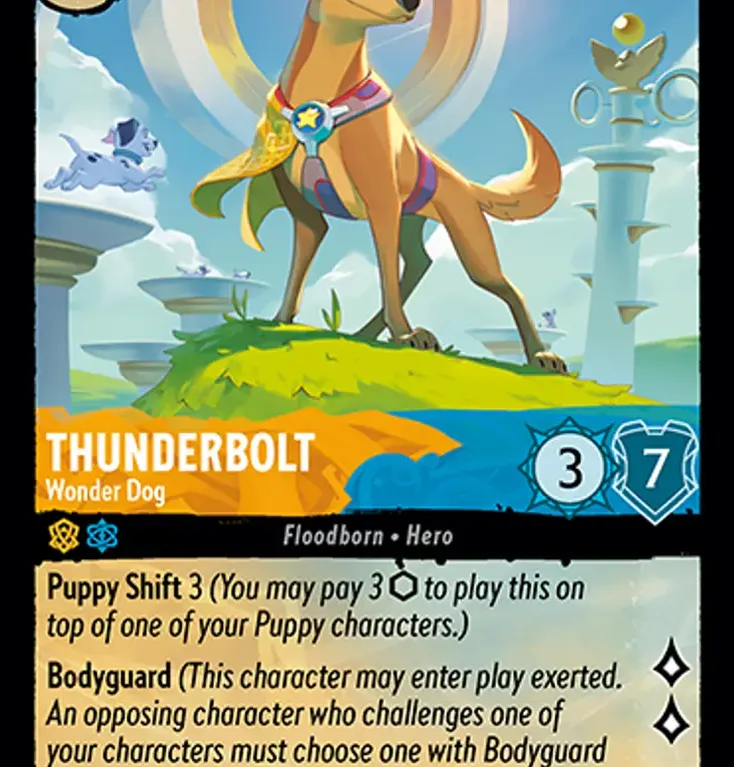 THUNDERBOLT
Wonder Dog
3
7
Floodborn • Hero
Puppy Shift 3 (You may pay 3 ⬡ to play this on
top of one of your Puppy characters.)
Bodyguard (This character may enter play exerted.
An opposing character who challenges one of
your characters must choose one with Bodyguard